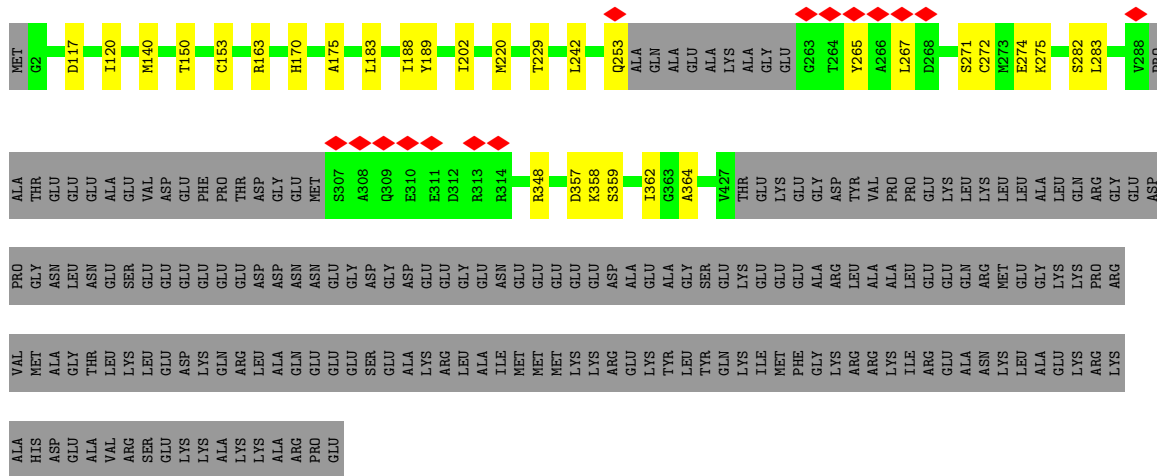 MET G2 D117 I120 M140 T150 C153 R163 H170 A175 L183 I188 Y189 I202 M220 T229 L242 Q253 ALA GLN ALA GLU ALA LYS ALA GLY GLU G263 T264 Y265 A266 L267 D268 S271 C272 M273 E274 K275 S282 L283 V288 PRO
ALA THR GLU GLU GLU ALA GLU VAL ASP GLU PHE PRO THR ASP GLY GLU MET S307 A308 Q309 E310 E311 D312 R313 R314 R348 D357 K358 S359 I362 G363 A364 V427 THR GLU LYS GLU GLY ASP TYR VAL PRO PRO GLU LYS LEU LYS LEU LEU ALA LEU GLN ARG GLY GLU ASP
PRO GLY ASN LEU ASN GLU SER GLU GLU GLU GLU GLU GLU ASP ASP ASN ASN GLU GLY ASP GLY ASP GLU GLU GLY GLU ASN GLU GLU GLU GLU GLU ASP ALA GLU ALA GLY SER GLU LYS GLU GLU GLU ALA ARG LEU ALA ALA LEU GLU GLU GLN ARG MET GLU GLY LYS LYS PRO ARG
VAL MET ALA GLY THR LEU LYS LEU GLU ASP LYS GLN ARG LEU ALA GLN GLU GLU GLU SER GLU ALA LYS ARG LEU ALA ILE MET MET MET LYS LYS ARG GLU LYS TYR LEU TYR GLN LYS ILE MET PHE GLY LYS ARG ARG LYS ILE ARG GLU ALA ASN LYS LEU ALA GLU LYS ARG LYS
ALA HIS ASP GLU ALA VAL ARG SER GLU LYS LYS ALA LYS LYS ALA ARG PRO GLU